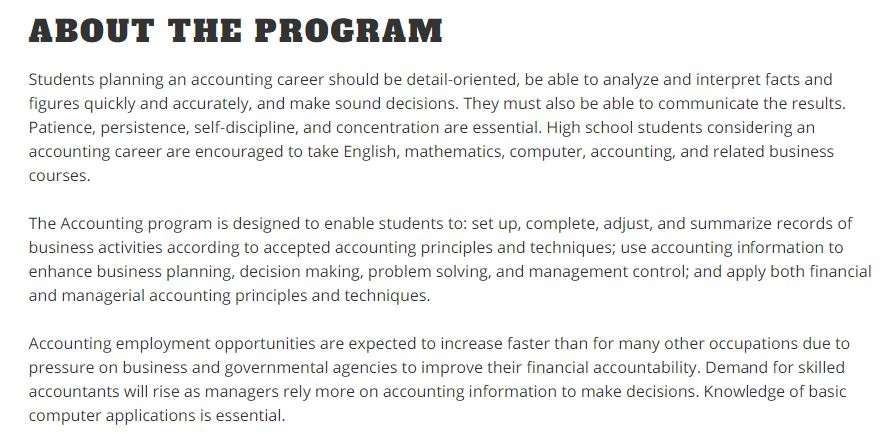 ABOUT THE PROGRAM
Students planning an accounting career should be detail-oriented, be able to analyze and interpret facts and
figures quickly and accurately, and make sound decisions. They must also be able to communicate the results.
Patience, persistence, self-discipline, and concentration are essential. High school students considering an
accounting career are encouraged to take English, mathematics, computer, accounting, and related business
courses.
The Accounting program is designed to enable students to: set up, complete, adjust, and summarize records of
business activities according to accepted accounting principles and techniques; use accounting information to
enhance business planning, decision making, problem solving, and management control; and apply both financial
and managerial accounting principles and techniques.
Accounting employment opportunities are expected to increase faster than for many other occupations due to
pressure on business and governmental agencies to improve their financial accountability. Demand for skilled
accountants will rise as managers rely more on accounting information to make decisions. Knowledge of basic
computer applications is essential.